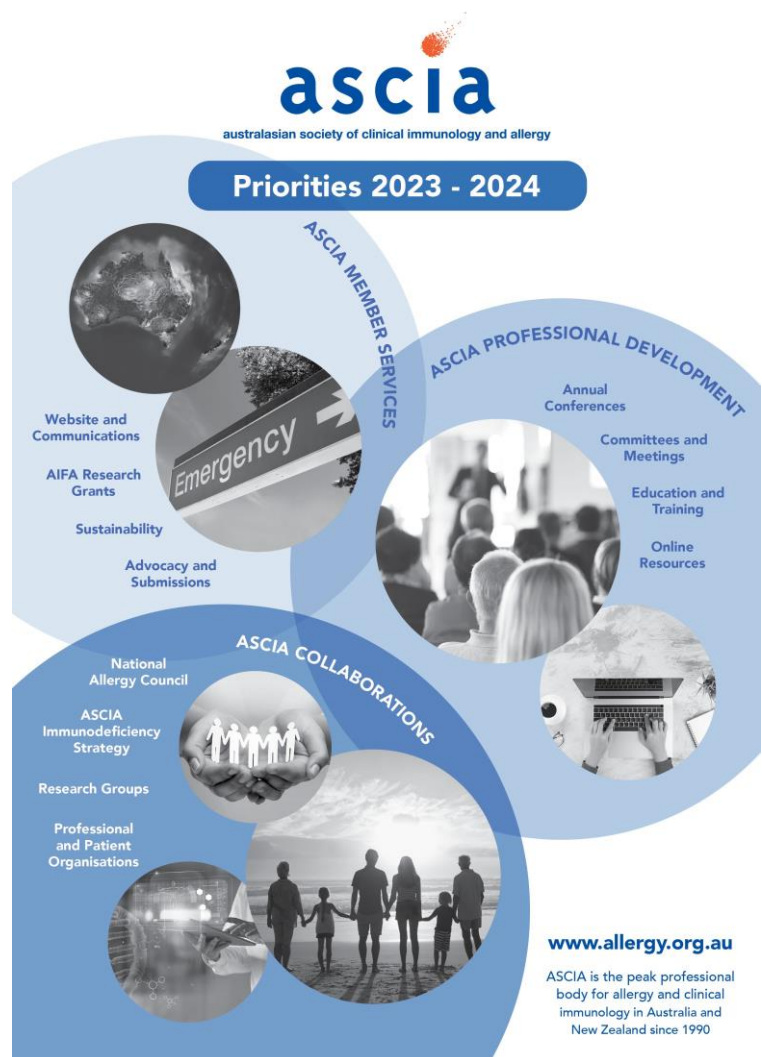 ascia
australasian society of clinical immunology and allergy
Priorities 2023 - 2024
ASCIA MEMBER SERVICES
Website and
Communications
AIFA Research
Grants
Sustainability
Advocacy and
Submissions
Emergency
ASCIA PROFESSIONAL DEVELOPMENT
Annual
Conferences
Committees and
Meetings
Education and
Training
Online
Resources
ASCIA COLLABORATIONS
National
Allergy Council
ASCIA
Immunodeficiency
Strategy
Research Groups
Professional
and Patient
Organisations
www.allergy.org.au
ASCIA is the peak professional
body for allergy and clinical
immunology in Australia and
New Zealand since 1990